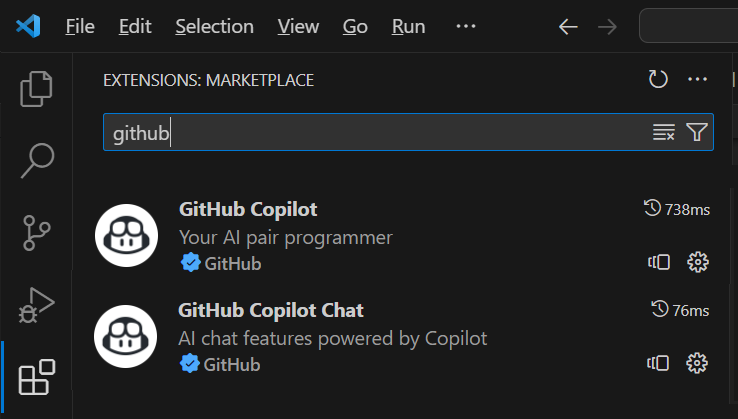 File Edit Selection View Go Run ···
EXTENSIONS: MARKETPLACE ···
github
GitHub Copilot 738ms
Your AI pair programmer
GitHub
GitHub Copilot Chat 76ms
AI chat features powered by Copilot
GitHub